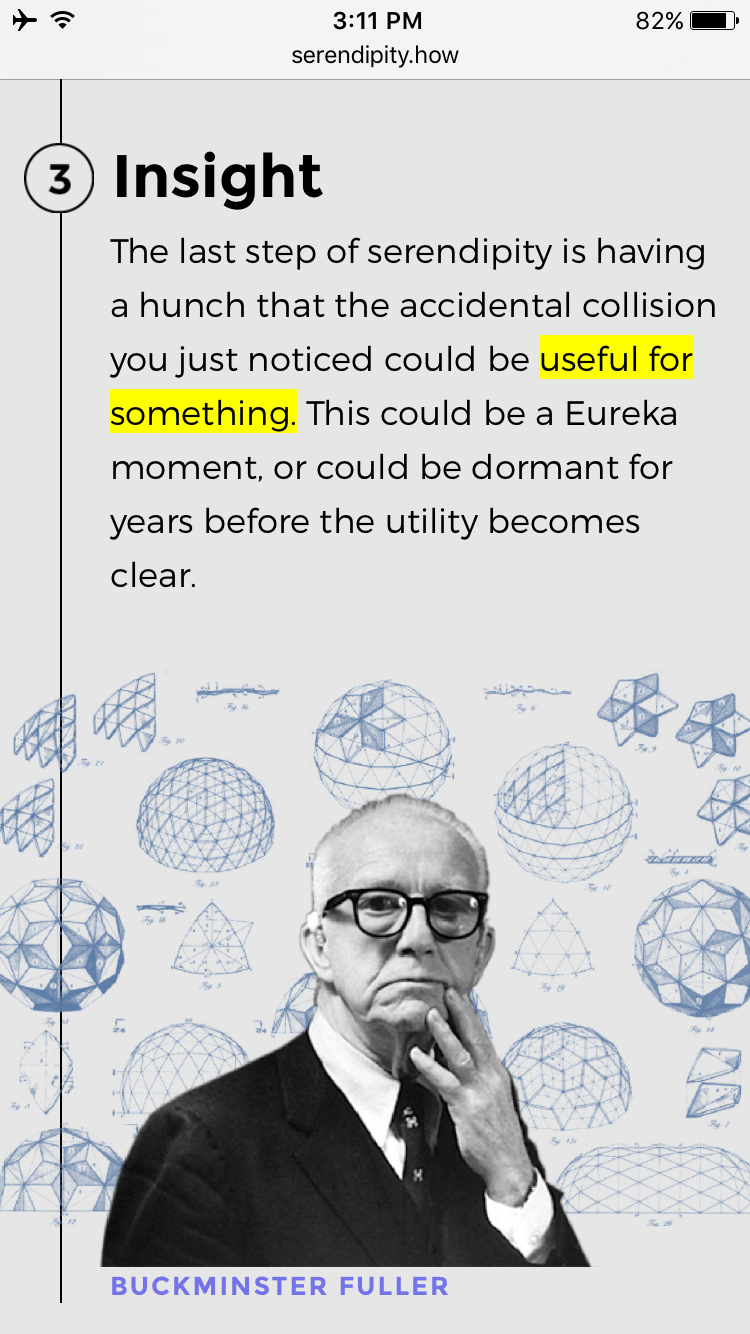 3:11 PM
82%
serendipity.how
3
Insight
The last step of serendipity is having
a hunch that the accidental collision
you just noticed could be useful for
something. This could be a Eureka
moment, or could be dormant for
years before the utility becomes
clear.
BUCKMINSTER FULLER